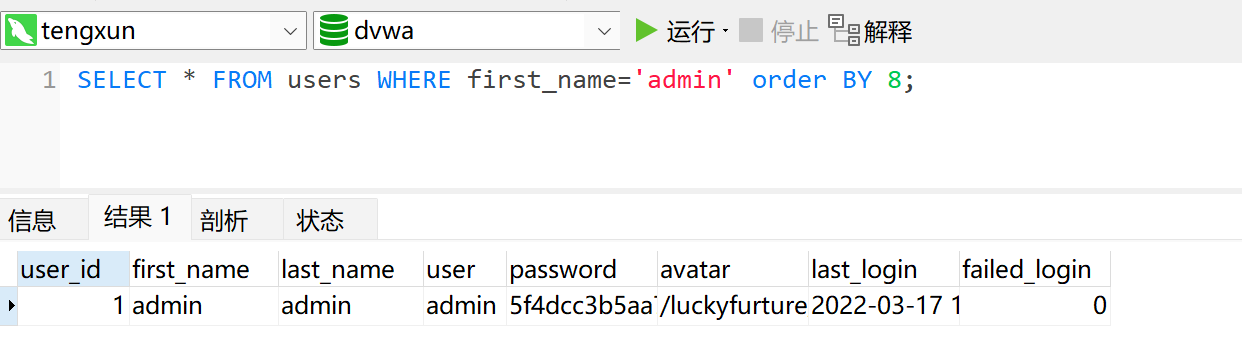 tengxun dvwa 运行 停止 解释
1 SELECT * FROM users WHERE first_name='admin' order BY 8;
信息 结果 1 剖析 状态
user_id first_name last_name user password avatar last_login failed_login
1 admin admin admin 5f4dcc3b5aa /luckyfurture 2022-03-17 1 0